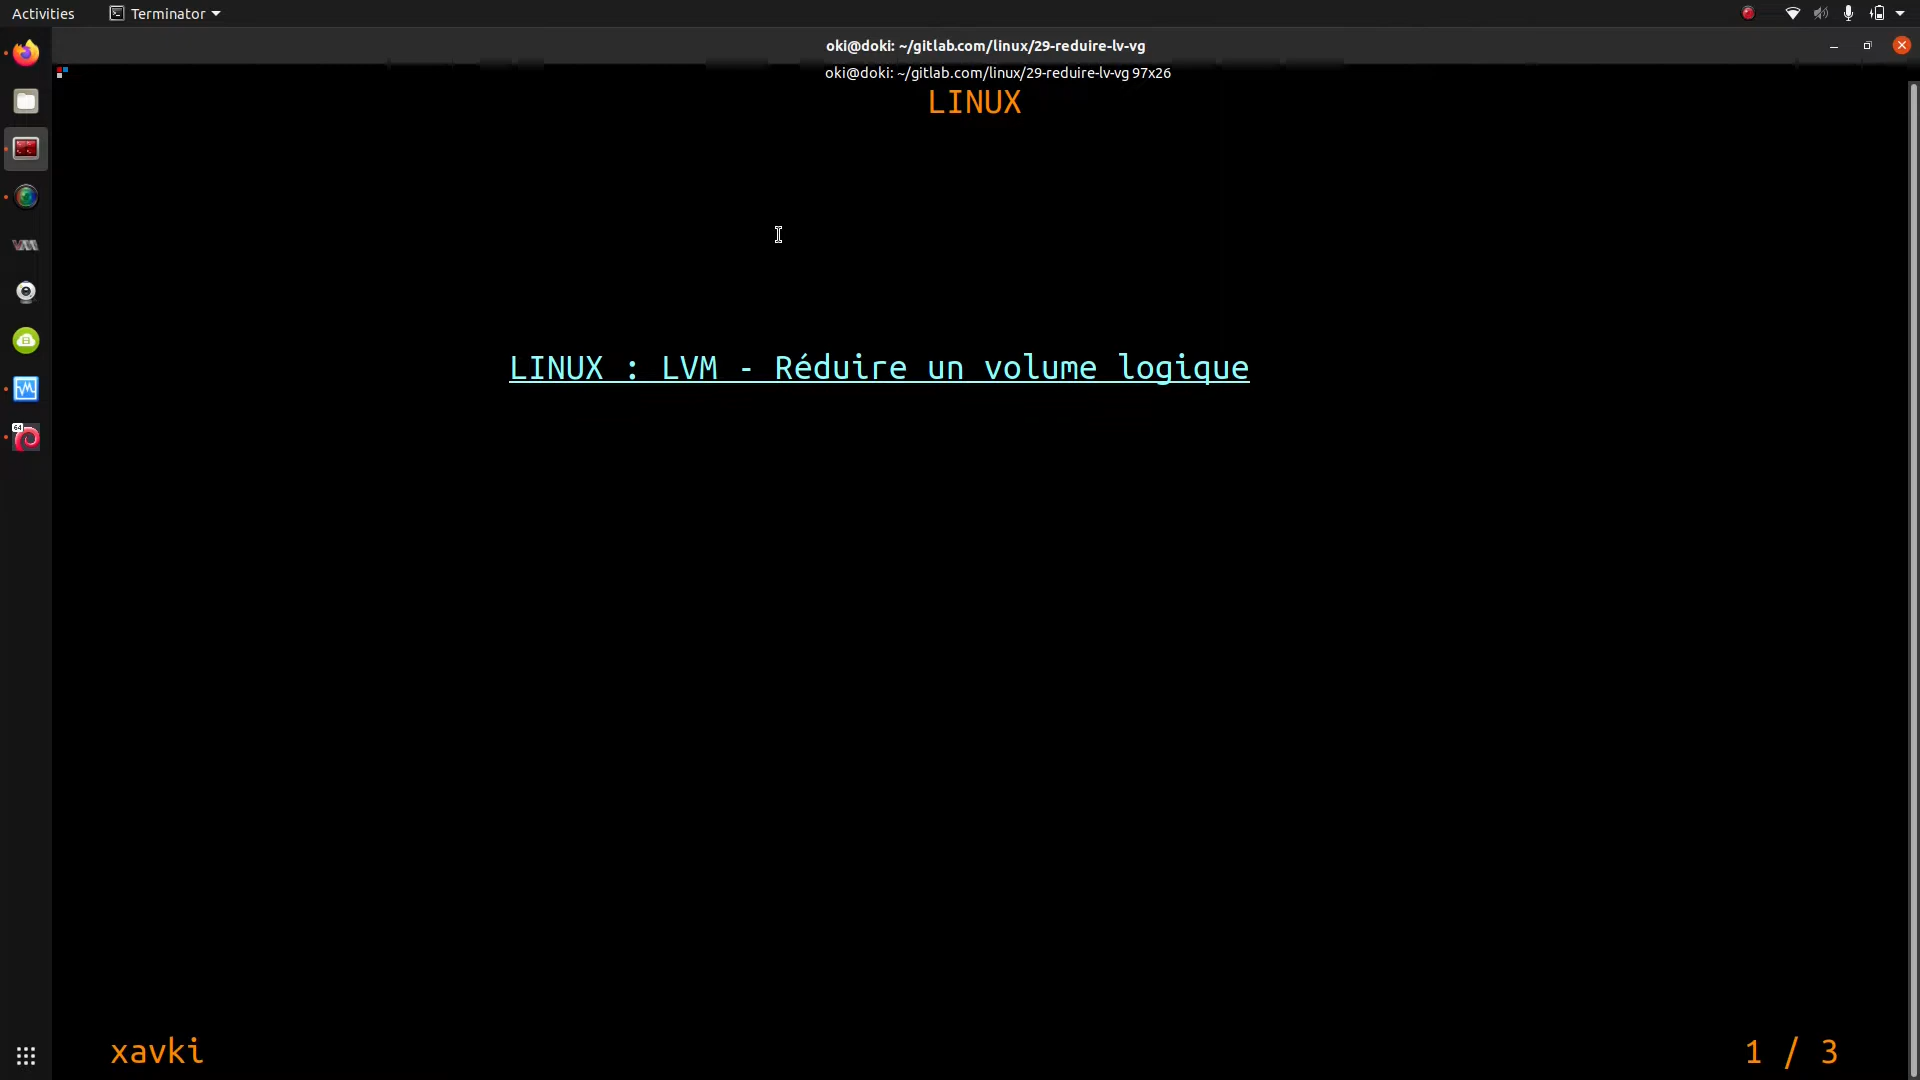 Activities
Terminator
oki@doki: ~/gitlab.com/linux/29-reduire-lv-vg
oki@doki: ~/gitlab.com/linux/29-reduire-lv-vg 97x26
LINUX
LINUX : LVM - Réduire un volume logique
64
xavki
1 / 3